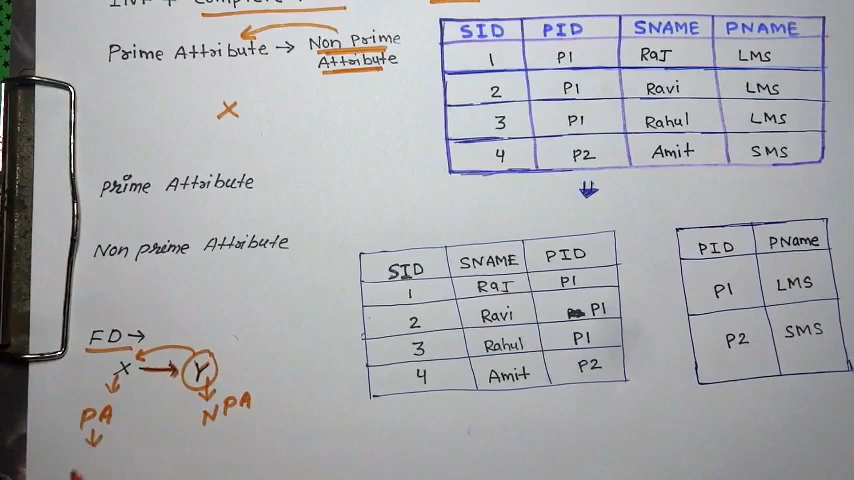 1NF +
Prime Attribute → Non Prime
Attribute
X
Prime Attribute
Non prime Attribute
FD →
X → Y
PA
NPA
SID PID SNAME PNAME
1 P1 RaJ LMS
2 P1 Ravi LMS
3 P1 Rahul LMS
4 P2 Amit SMS
SID SNAME PID
1 RaJ P1
2 Ravi P1
3 Rahul P1
4 Amit P2
PID PName
P1 LMS
P2 SMS